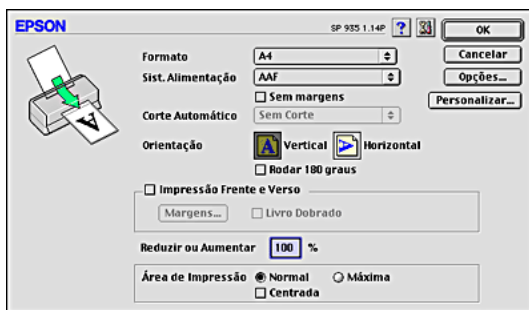 EPSON
SP 935 1.14P ?
OK
Formato A4
Cancelar
Sist. Alimentação AAF
Opções...
Sem margens
Personalizar...
Corte Automático Sem Corte
Orientação A Vertical A Horizontal
Rodar 180 graus
Impressão Frente e Verso
Margens... Livro Dobrado
Reduzir ou Aumentar 100 %
Área de Impressão Normal Máxima
Centrada
A